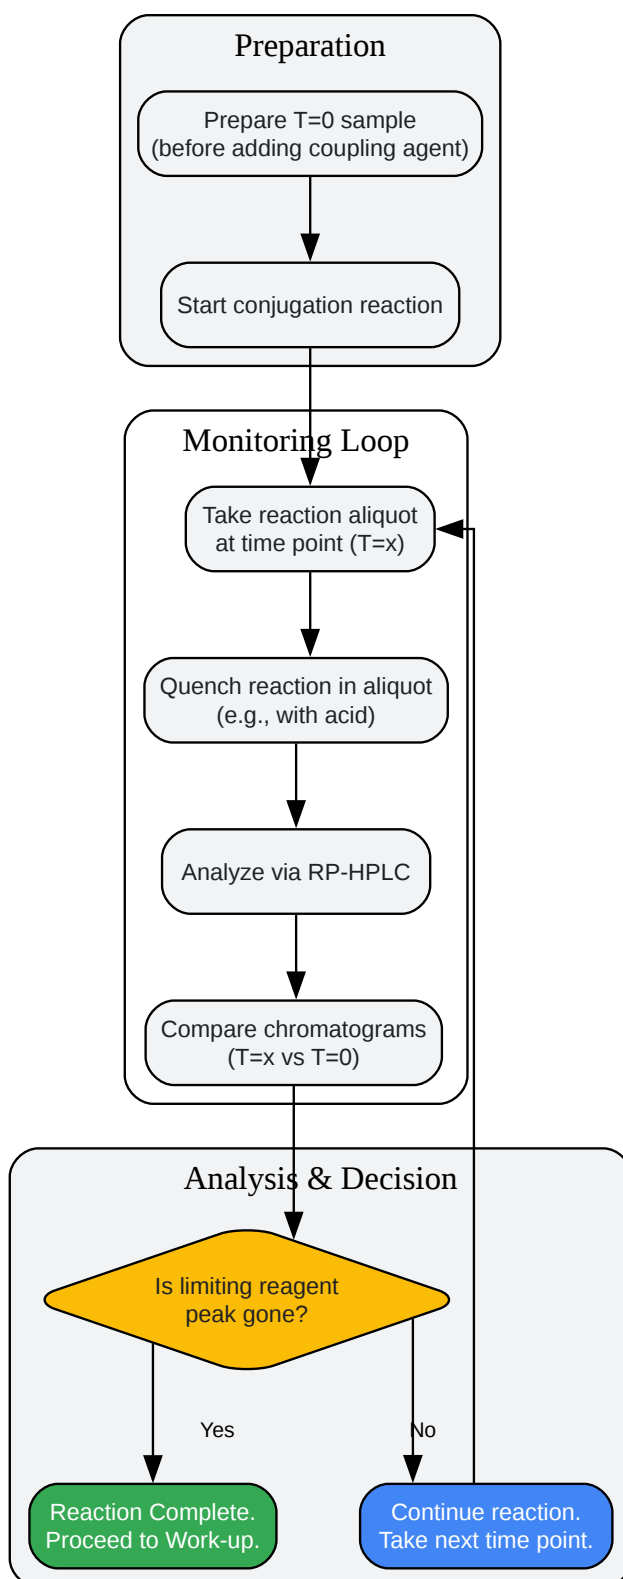 Preparation
Prepare T=0 sample
(before adding coupling agent)
Start conjugation reaction
Monitoring Loop
Take reaction aliquot
at time point (T=x)
Quench reaction in aliquot
(e.g., with acid)
Analyze via RP-HPLC
Compare chromatograms
(T=x vs T=0)
Analysis & Decision
Is limiting reagent
peak gone?
Yes
No
Reaction Complete.
Proceed to Work-up.
Continue reaction.
Take next time point.